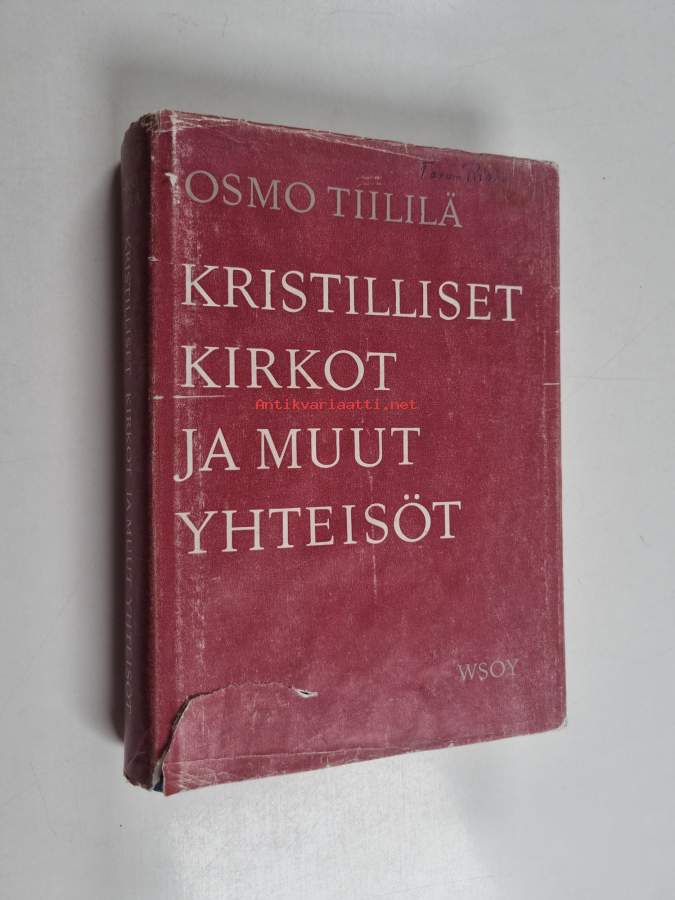 OSMO TIILILÄ
KRISTILLISET
KIRKOT
JA MUUT
YHTEISÖT
WSOY
KRISTILLISET KIRKOT JA MUUT YHTEISÖT
Antikvariaatti.net